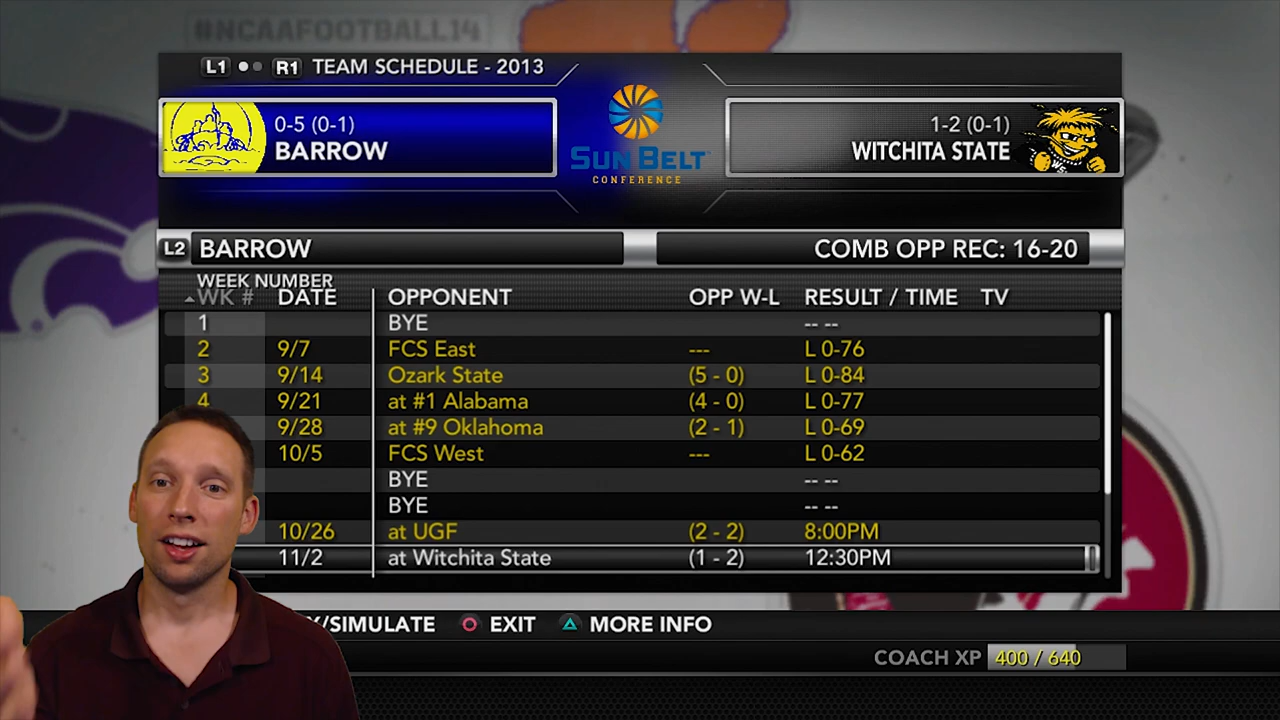 #NCAAFOOTBALL14
L1 R1 TEAM SCHEDULE - 2013
0-5 (0-1)
BARROW
SUN BELT
CONFERENCE
1-2 (0-1)
WITCHITA STATE
L2 BARROW
COMB OPP REC: 16-20
WEEK NUMBER
WK # DATE OPPONENT OPP W-L RESULT / TIME TV
1 BYE -- --
2 9/7 FCS East --- L 0-76
3 9/14 Ozark State (5 - 0) L 0-84
4 9/21 at #1 Alabama (4 - 0) L 0-77
9/28 at #9 Oklahoma (2 - 1) L 0-69
10/5 FCS West --- L 0-62
BYE -- --
BYE -- --
10/26 at UGF (2 - 2) 8:00PM
11/2 at Witchita State (1 - 2) 12:30PM
/SIMULATE EXIT MORE INFO
COACH XP 400 / 640